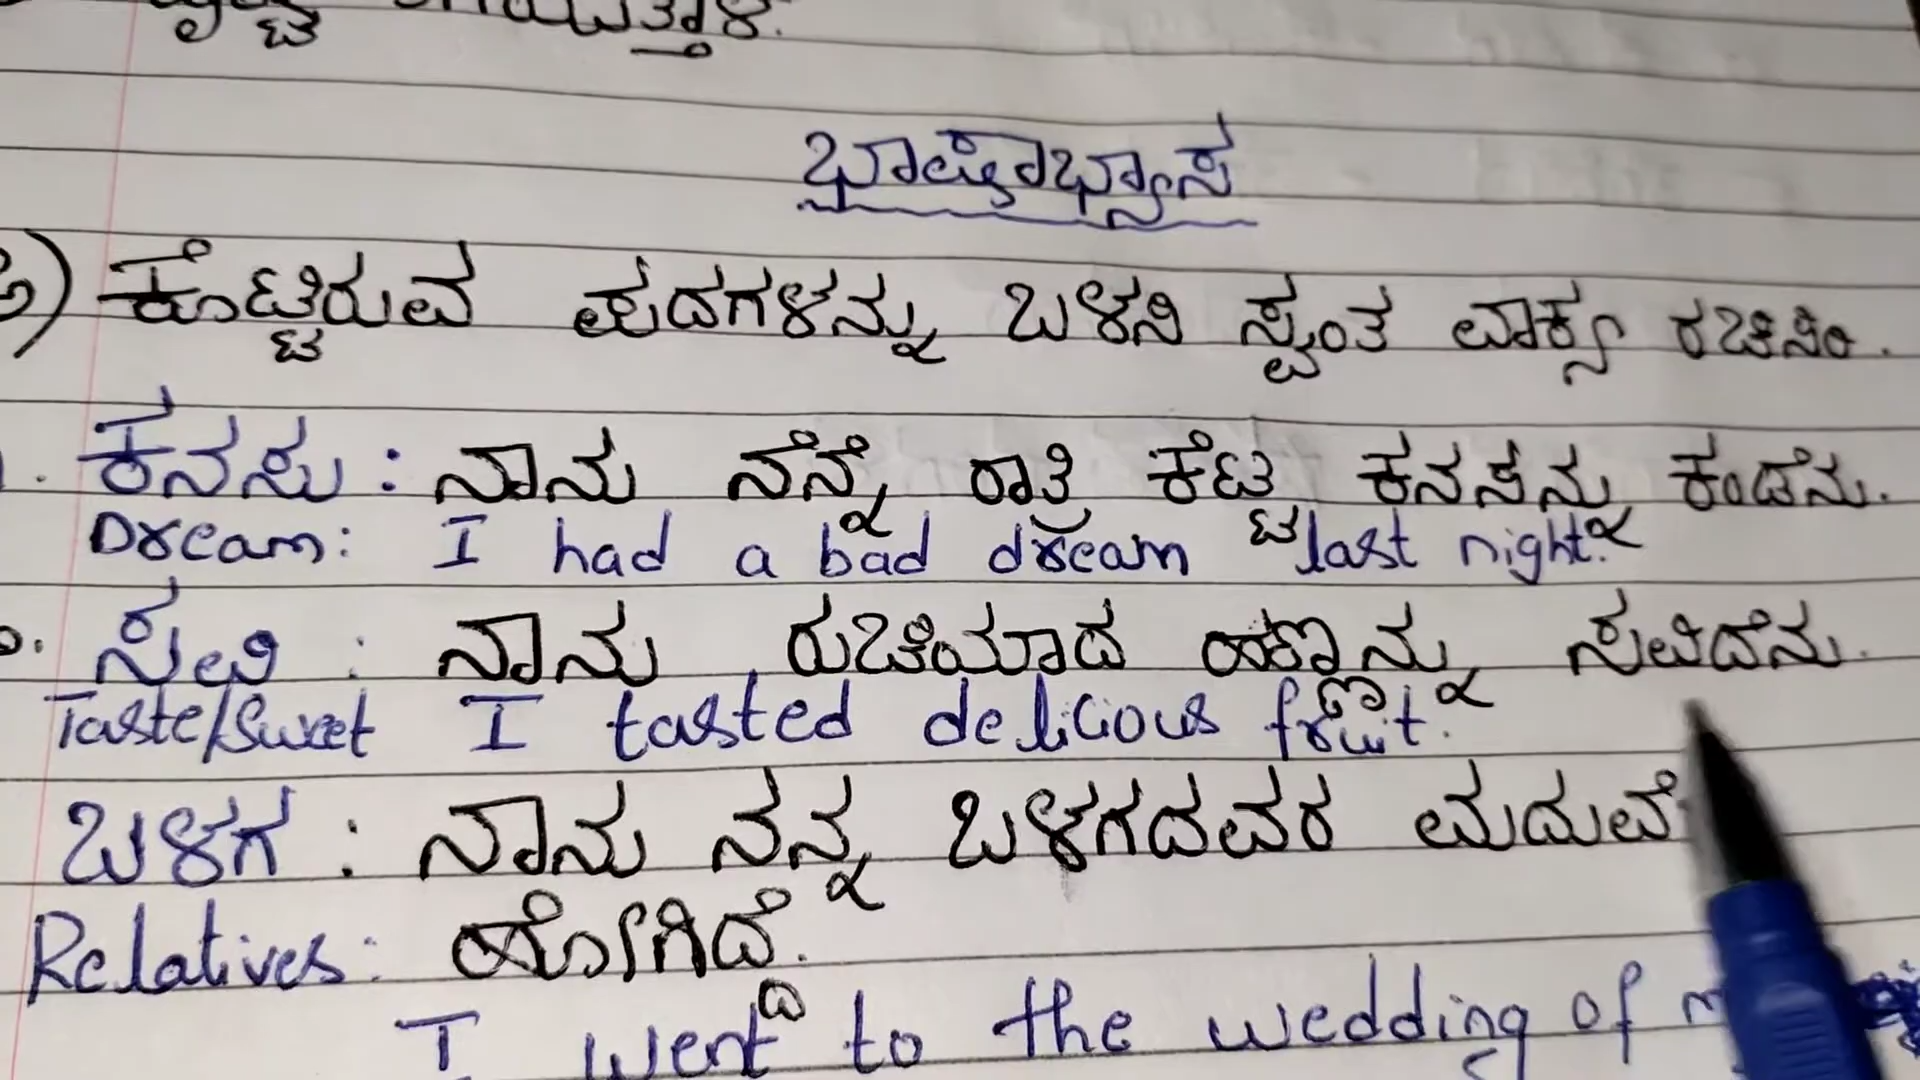 ಭಾಷಾಭ್ಯಾಸ
ಅ) ಕೊಟ್ಟಿರುವ ಪದಗಳನ್ನು ಬಳಸಿ ಸ್ವಂತ ವಾಕ್ಯ ರಚಿಸಿರಿ.
ಕನಸು : ನಾನು ನೆನ್ನೆ ರಾತ್ರಿ ಕೆಟ್ಟ ಕನಸನ್ನು ಕಂಡೆನು.
Dream: I had a bad dream last night.
ಸವಿ : ನಾನು ರುಚಿಯಾದ ಹಣ್ಣನ್ನು ಸವಿದೆನು.
Taste/Sweet I tasted delicious fruit.
ಬಳಗ : ನಾನು ನನ್ನ ಬಳಗದವರ ಮದುವೆ
Relatives: ಹೋಗಿದ್ದೆ.
I went to the wedding of